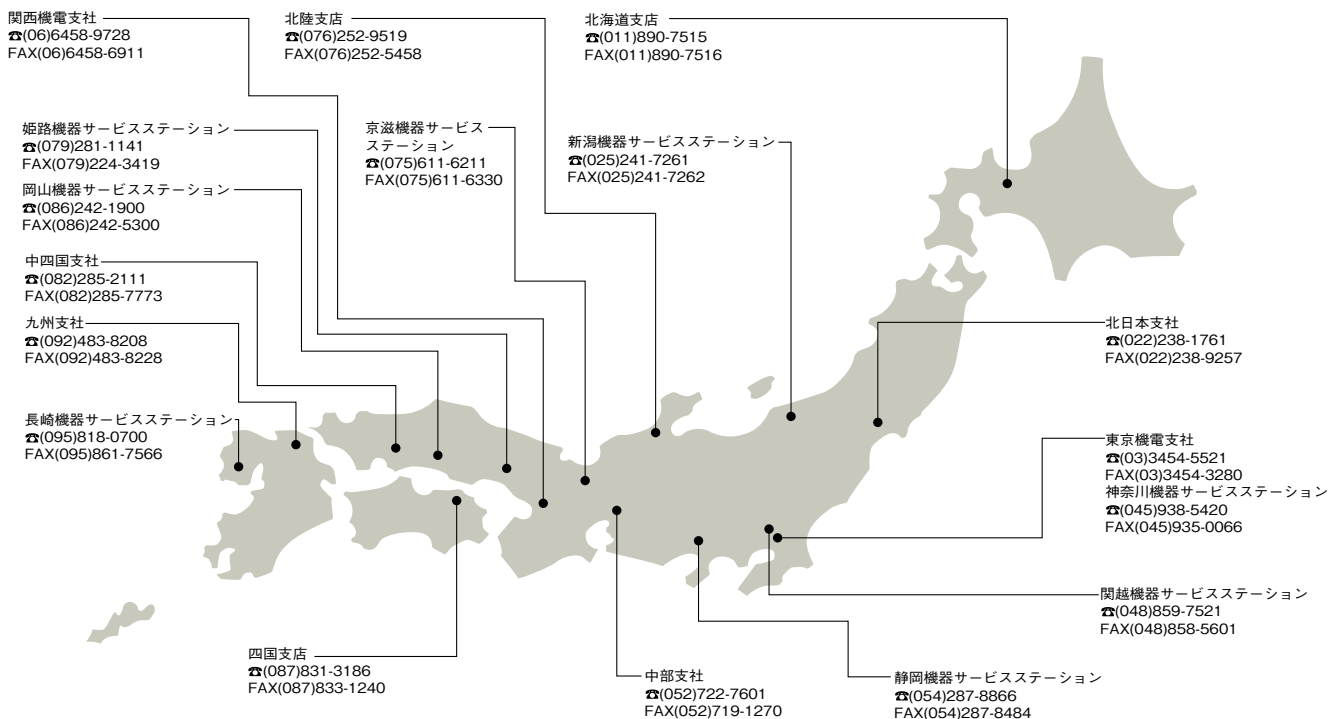 関西機電支社
☎(06)6458-9728
FAX(06)6458-6911
北陸支店
☎(076)252-9519
FAX(076)252-5458
北海道支店
☎(011)890-7515
FAX(011)890-7516
姫路機器サービスステーション
☎(079)281-1141
FAX(079)224-3419
京滋機器サービス
ステーション
☎(075)611-6211
FAX(075)611-6330
新潟機器サービスステーション
☎(025)241-7261
FAX(025)241-7262
岡山機器サービスステーション
☎(086)242-1900
FAX(086)242-5300
中四国支社
☎(082)285-2111
FAX(082)285-7773
九州支社
☎(092)483-8208
FAX(092)483-8228
北日本支社
☎(022)238-1761
FAX(022)238-9257
長崎機器サービスステーション
☎(095)818-0700
FAX(095)861-7566
東京機電支社
☎(03)3454-5521
FAX(03)3454-3280
神奈川機器サービスステーション
☎(045)938-5420
FAX(045)935-0066
関越機器サービスステーション
☎(048)859-7521
FAX(048)858-5601
四国支店
☎(087)831-3186
FAX(087)833-1240
中部支社
☎(052)722-7601
FAX(052)719-1270
静岡機器サービスステーション
☎(054)287-8866
FAX(054)287-8484